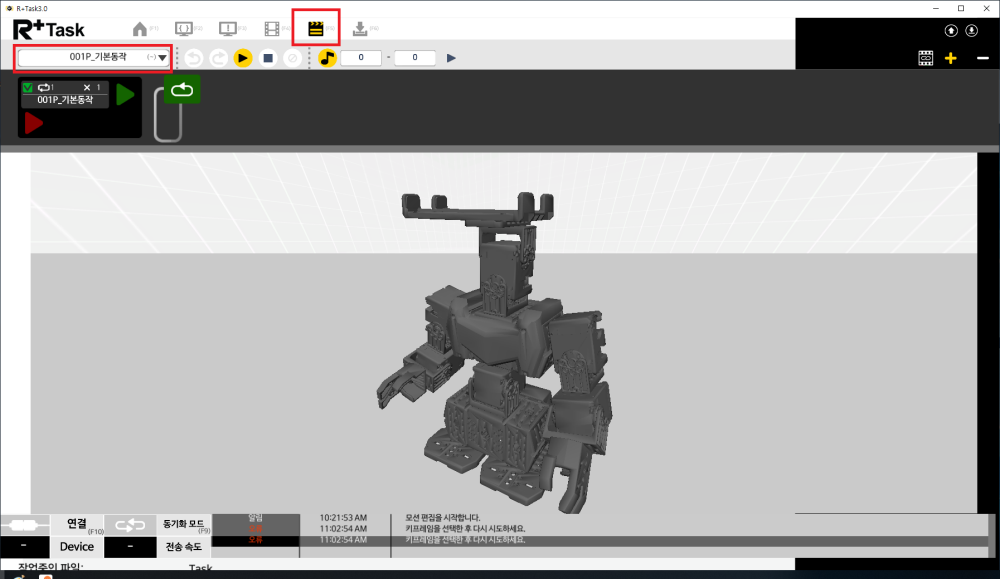 R+Task3.0
R+Task
(F1)
(F2)
001P_기본동작 (-)
0 - 0
1 × 1
001P_기본동작
연결 (F10)
동기화 모드 (F9)
- Device - 전송 속도
알림 10:21:53 AM 모션 편집을 시작합니다.
11:02:54 AM 키프레임을 선택한 후 다시 시도하세요.
오류 11:02:54 AM 키프레임을 선택한 후 다시 시도하세요.
작업중인 파일: Task